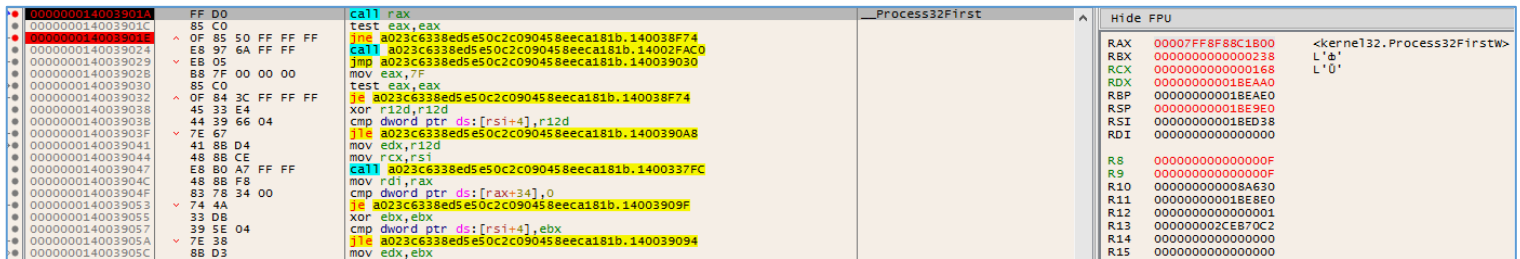 000000014003901A FF D0 call rax __Process32First
000000014003901C 85 C0 test eax,eax
000000014003901E 0F 85 50 FF FF FF jne a023c6338ed5e50c2c090458eeca181b.140038F74
0000000140039024 E8 97 6A FF FF call a023c6338ed5e50c2c090458eeca181b.14002FAC0
0000000140039029 EB 05 jmp a023c6338ed5e50c2c090458eeca181b.140039030
000000014003902B B8 7F 00 00 00 mov eax,7F
0000000140039030 85 C0 test eax,eax
0000000140039032 0F 84 3C FF FF FF je a023c6338ed5e50c2c090458eeca181b.140038F74
0000000140039038 45 33 E4 xor r12d,r12d
000000014003903B 44 39 66 04 cmp dword ptr ds:[rsi+4],r12d
000000014003903F 7E 67 jle a023c6338ed5e50c2c090458eeca181b.1400390A8
0000000140039041 41 8B D4 mov edx,r12d
0000000140039044 48 8B CE mov rcx,rsi
0000000140039047 E8 B0 A7 FF FF call a023c6338ed5e50c2c090458eeca181b.1400337FC
000000014003904C 48 8B F8 mov rdi,rax
000000014003904F 83 78 34 00 cmp dword ptr ds:[rax+34],0
0000000140039053 74 4A je a023c6338ed5e50c2c090458eeca181b.14003909F
0000000140039055 33 DB xor ebx,ebx
0000000140039057 39 5E 04 cmp dword ptr ds:[rsi+4],ebx
000000014003905A 7E 38 jle a023c6338ed5e50c2c090458eeca181b.140039094
000000014003905C 8B D3 mov edx,ebx
Hide FPU
RAX 00007FF8F88C1B00 <kernel32.Process32FirstW>
RBX 0000000000000238 L'ȸ'
RCX 0000000000000168 L'Ũ'
RDX 00000000001BEAA0
RBP 00000000001BEAE0
RSP 00000000001BE9E0
RSI 00000000001BED38
RDI 0000000000000000
R8 000000000000000F
R9 000000000000000F
R10 000000000008A630
R11 00000000001BE8E0
R12 0000000000000001
R13 000000002CEB70C2
R14 0000000000000000
R15 0000000000000000